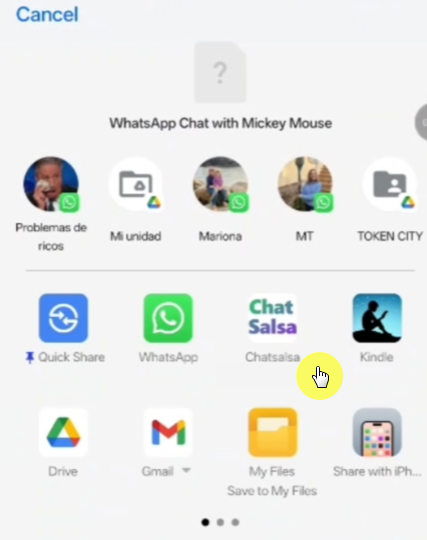 Cancel
?
WhatsApp Chat with Mickey Mouse
Problemas de
ricos
Mi unidad
Mariona
MT
TOKEN CITY
Chat
Salsa
Quick Share
WhatsApp
Chatsalsa
Kindle
Drive
Gmail
My Files
Save to My Files
Share with iPh...